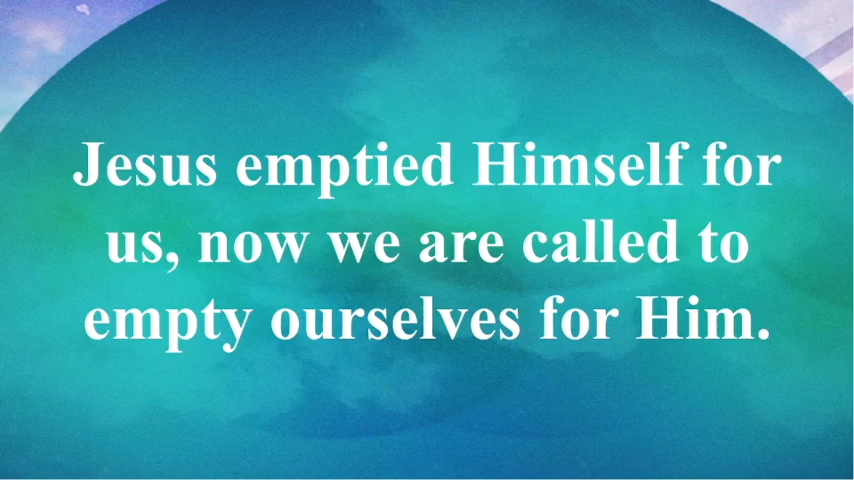 Jesus emptied Himself for
us, now we are called to
empty ourselves for Him.